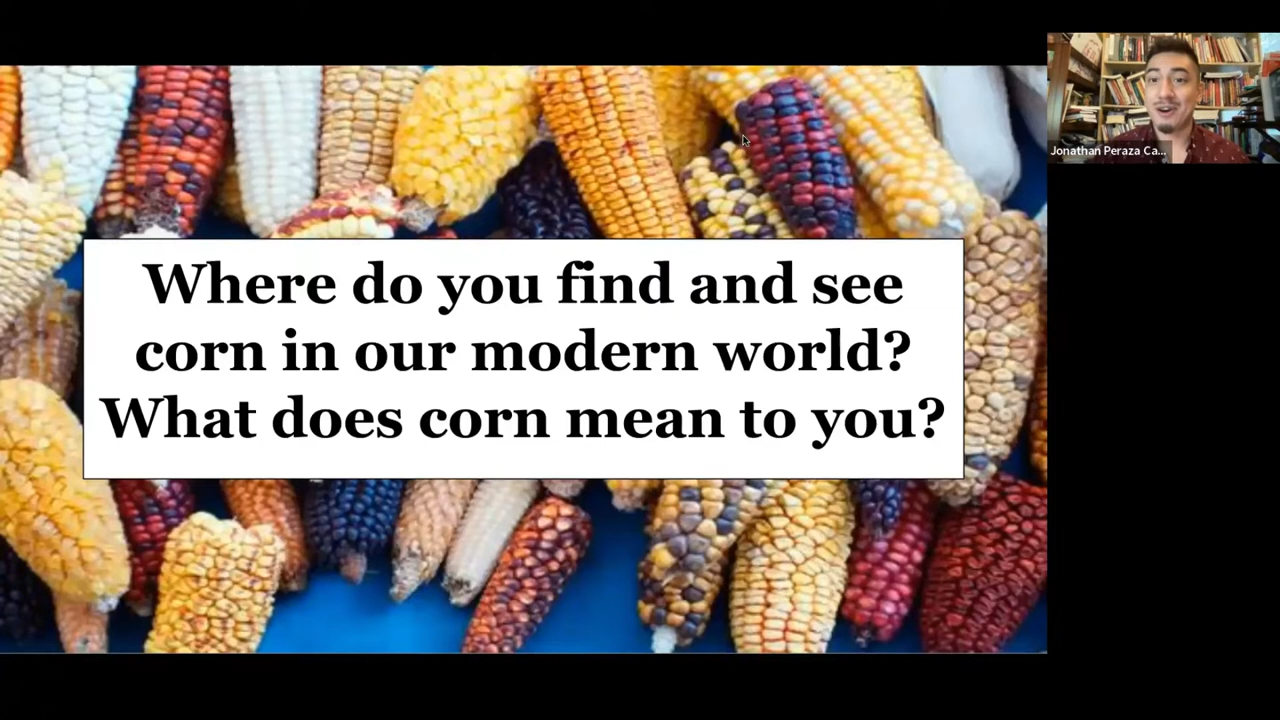 Where do you find and see
corn in our modern world?
What does corn mean to you?
Jonathan Peraza Ca...